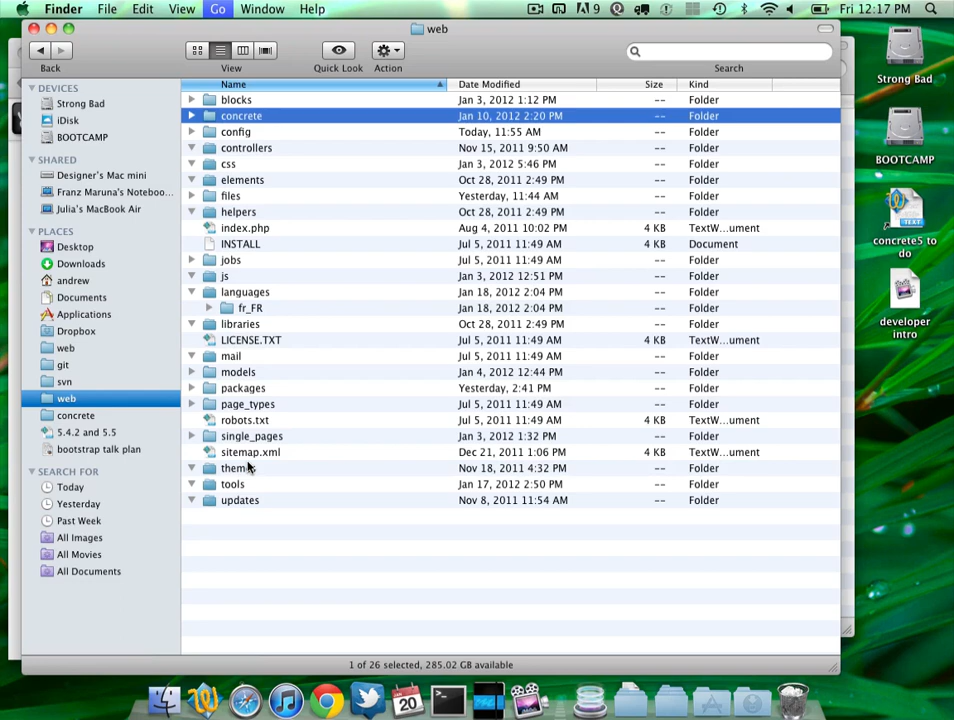 Finder File Edit View Go Window Help 9 Fri 12:17 PM
web
Back View Quick Look Action Search
DEVICES
Strong Bad
iDisk
BOOTCAMP
SHARED
Designer's Mac mini
Franz Maruna's Noteboo...
Julia's MacBook Air
PLACES
Desktop
Downloads
andrew
Documents
Applications
Dropbox
web
git
svn
web
concrete
5.4.2 and 5.5
bootstrap talk plan
SEARCH FOR
Today
Yesterday
Past Week
All Images
All Movies
All Documents
Name Date Modified Size Kind
blocks Jan 3, 2012 1:12 PM -- Folder
concrete Jan 10, 2012 2:20 PM -- Folder
config Today, 11:55 AM -- Folder
controllers Nov 15, 2011 9:50 AM -- Folder
css Jan 3, 2012 5:46 PM -- Folder
elements Oct 28, 2011 2:49 PM -- Folder
files Yesterday, 11:44 AM -- Folder
helpers Oct 28, 2011 2:49 PM -- Folder
index.php Aug 4, 2011 10:02 PM 4 KB TextW...ument
INSTALL Jul 5, 2011 11:49 AM 4 KB Document
jobs Jul 5, 2011 11:49 AM -- Folder
js Jan 3, 2012 12:51 PM -- Folder
languages Jan 18, 2012 2:04 PM -- Folder
fr_FR Jan 18, 2012 2:04 PM -- Folder
libraries Oct 28, 2011 2:49 PM -- Folder
LICENSE.TXT Jul 5, 2011 11:49 AM 4 KB TextW...ument
mail Jul 5, 2011 11:49 AM -- Folder
models Jan 4, 2012 12:44 PM -- Folder
packages Yesterday, 2:41 PM -- Folder
page_types Jul 5, 2011 11:49 AM -- Folder
robots.txt Jul 5, 2011 11:49 AM 4 KB TextW...ument
single_pages Jan 3, 2012 1:32 PM -- Folder
sitemap.xml Dec 21, 2011 1:06 PM 4 KB TextW...ument
themes Nov 18, 2011 4:32 PM -- Folder
tools Jan 17, 2012 2:50 PM -- Folder
updates Nov 8, 2011 11:54 AM -- Folder
1 of 26 selected, 285.02 GB available
Strong Bad
BOOTCAMP
TEXT
concrete5 to
do
developer
intro
20